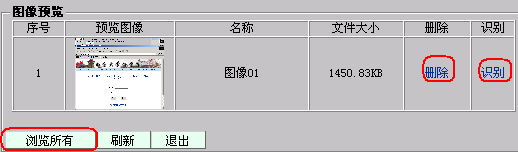 图像预览
序号 预览图像 名称 文件大小 删除 识别
1 图像01 1450.83KB 删除 识别
浏览所有 刷新 退出